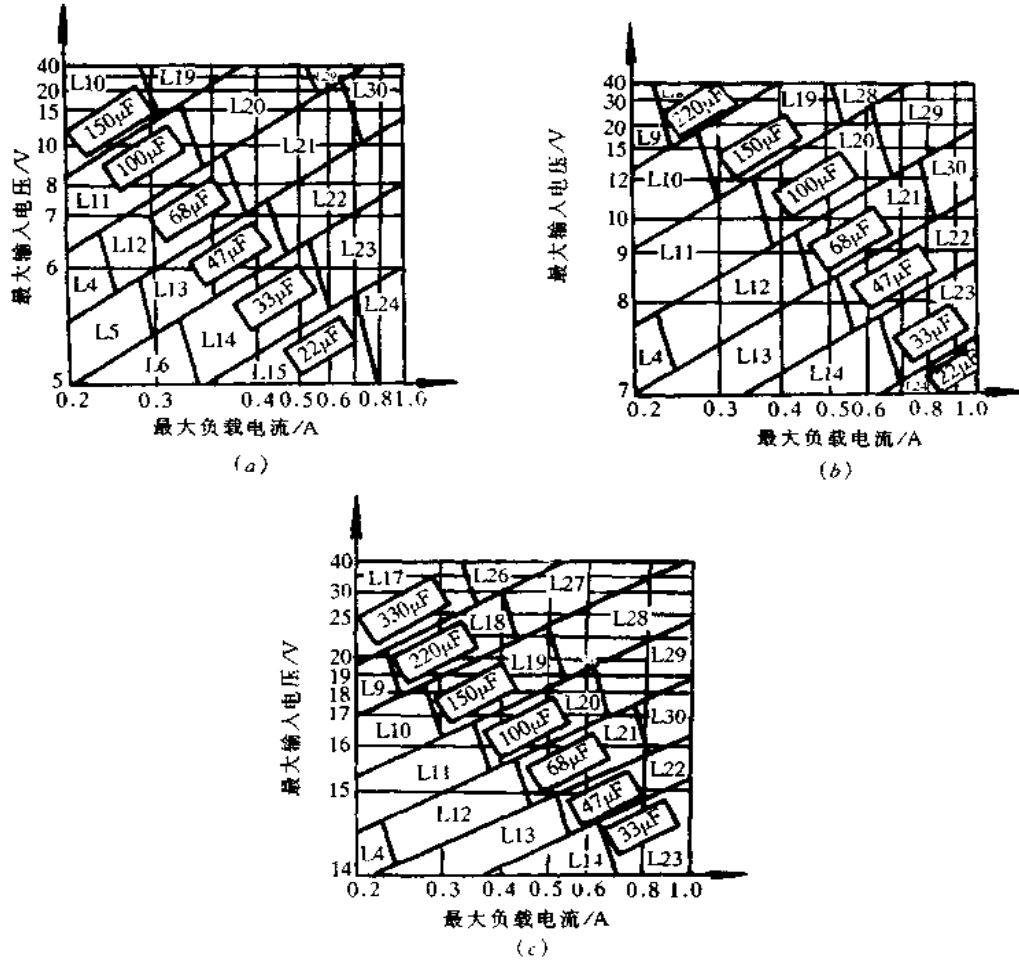 40
20
15
10
8
7
6
5
最大输入电压/V
L10
L19
L30
150μF
L20
100μF
L21
L11
68μF
L22
L12
47μF
L23
L4
L13
33μF
L24
L5
L14
22μF
L6
L15
0.2
0.3
0.4
0.5
0.6
0.8
1.0
最大负载电流/A
(a)
40
30
20
15
12
10
9
8
7
最大输入电压/V
220μF
L19
L28
L29
L9
150μF
L20
L30
L10
100μF
L21
L11
68μF
L22
L12
47μF
L23
L4
L13
33μF
L14
L24
22μF
0.2
0.3
0.4
0.5
0.6
0.8
1.0
最大负载电流/A
(b)
40
30
25
20
19
18
17
16
15
14
最大输入电压/V
L17
L26
L27
330μF
L18
L28
220μF
L19
L29
L9
150μF
L20
L30
L10
100μF
L21
L11
68μF
L22
L12
47μF
L4
L13
33μF
L14
L23
0.2
0.3
0.4
0.5
0.6
0.8
1.0
最大负载电流/A
(c)